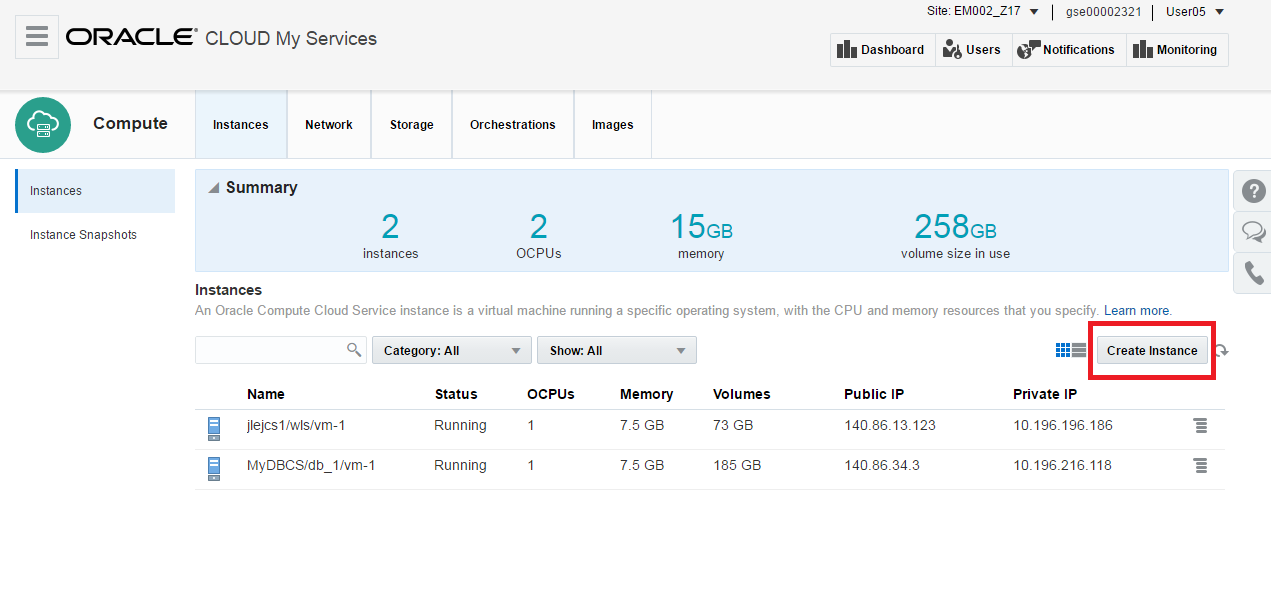 Site: EM002_Z17 gse00002321 User05
ORACLE® CLOUD My Services
Dashboard Users Notifications Monitoring
Compute Instances Network Storage Orchestrations Images
Instances
Instance Snapshots
Summary
2 2 15GB 258GB
instances OCPUs memory volume size in use
Instances
An Oracle Compute Cloud Service instance is a virtual machine running a specific operating system, with the CPU and memory resources that you specify. Learn more.
Category: All Show: All Create Instance
Name Status OCPUs Memory Volumes Public IP Private IP
jlejcs1/wls/vm-1 Running 1 7.5 GB 73 GB 140.86.13.123 10.196.196.186
MyDBCS/db_1/vm-1 Running 1 7.5 GB 185 GB 140.86.34.3 10.196.216.118